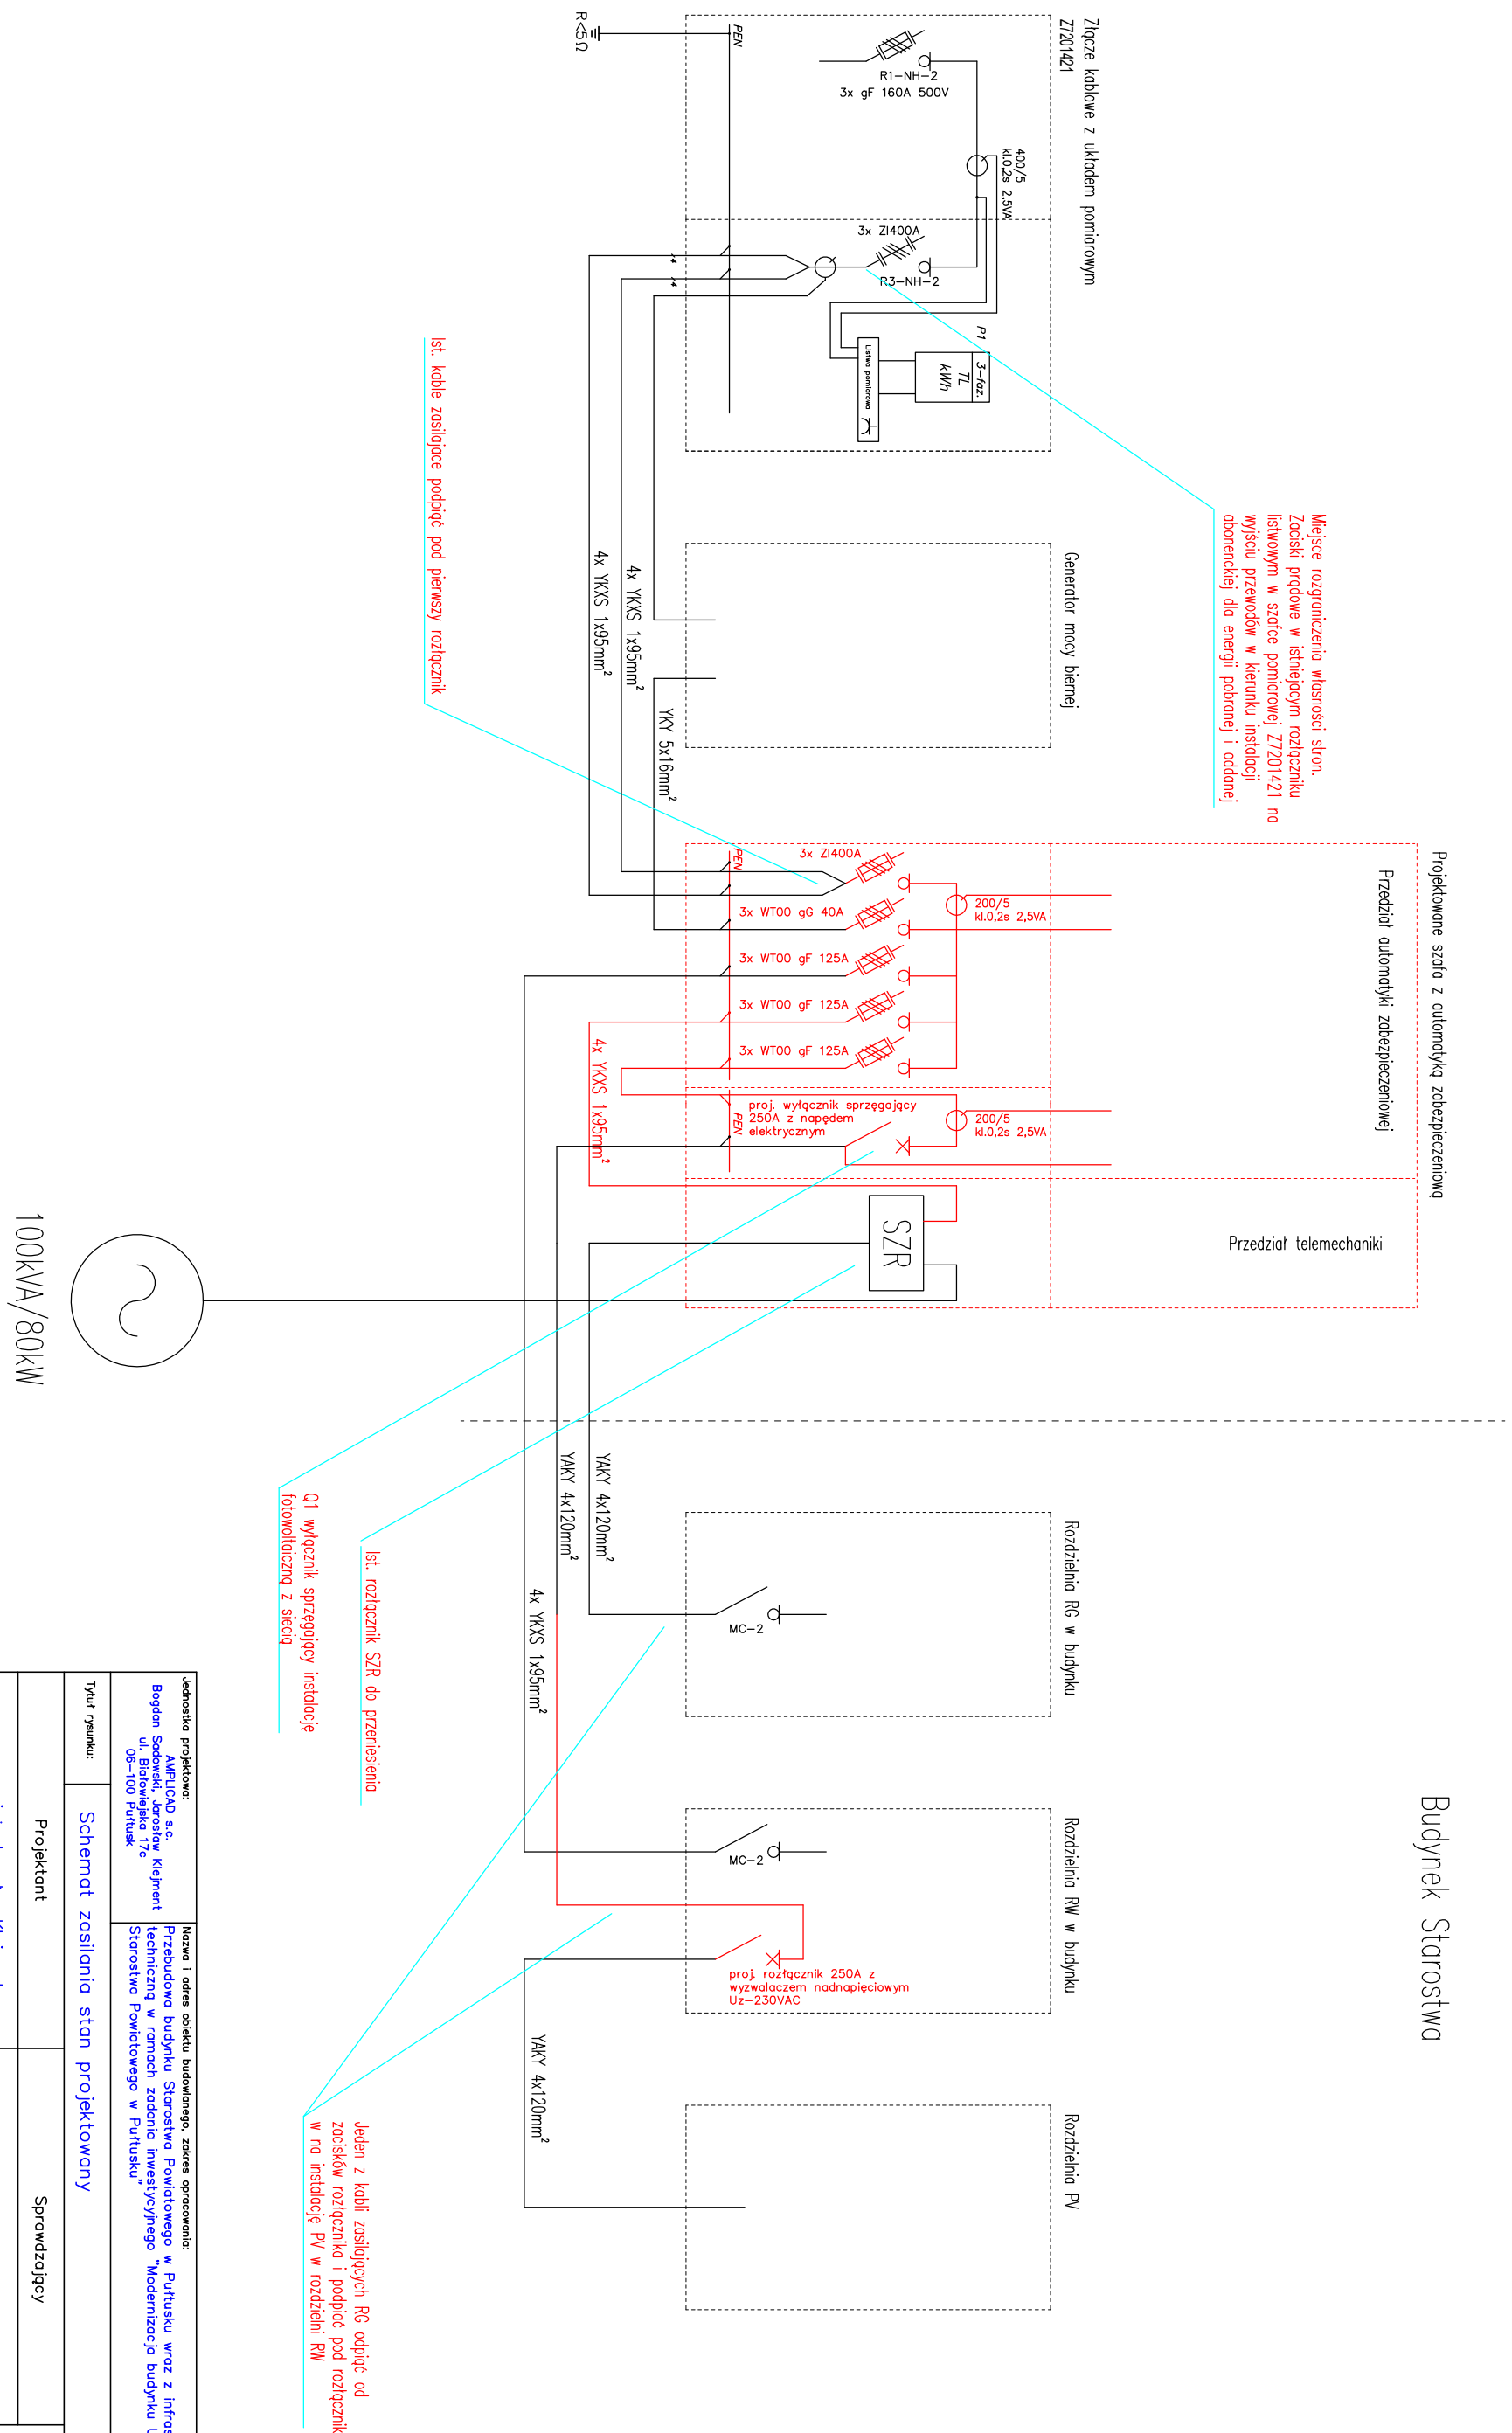 Złącze kablowe z układem pomiarowym
Z7201421
R1-NH-2
3x gF 160A 500V
400/5
kl.0,2s 2,5VA
3x ZI400A
R3-NH-2
P1
3-faz.
TL
kWh
Listwa pomiarowa
PEN
R<5Ω
4
4
Miejsce rozgraniczenia własności stron.
Zaciski prądowe w istniejącym rozłączniku
listwowym w szafce pomiarowej Z7201421 na
wyjściu przewodów w kierunku instalacji
abonenckiej dla energii pobranej i oddanej
Ist. kable zasilające podpiąć pod pierwszy rozłącznik
Generator mocy biernej
YKY 5x16mm²
4x YKXS 1x95mm²
4x YKXS 1x95mm²
Projektowane szafa z automatyką zabezpieczeniową
Przedział automatyki zabezpieczeniowej
Przedział telemechaniki
3x ZI400A
PEN
3x WT00 gG 40A
3x WT00 gF 125A
3x WT00 gF 125A
3x WT00 gF 125A
200/5
kl.0,2s 2,5VA
proj. wyłącznik sprzęgający
250A z napędem
elektrycznym
PEN
200/5
kl.0,2s 2,5VA
4x YKXS 1x95mm²
SZR
100kVA/80kW
Budynek Starostwa
Rozdzielnia RG w budynku
MC-2
YAKY 4x120mm²
YAKY 4x120mm²
4x YKXS 1x95mm²
Rozdzielnia RW w budynku
MC-2
proj. rozłącznik 250A z
wyzwalaczem nadnapięciowym
Uz-230VAC
Rozdzielnia PV
YAKY 4x120mm²
Ist. rozłącznik SZR do przeniesienia
Q1 wyłącznik sprzęgający instalację
fotowoltaiczną z siecią
Jeden z kabli zasilających RG odpiąć od
zacisków rozłącznika i podpiać pod rozłącznik
w na instalację PV w rozdzielni RW
Jednostka projektowa:
AMPLICAD s.c.
Bogdan Sadowski, Jarosław Klejment
ul. Białowiejska 17c
06-100 Pułtusk
Nazwa i adres obiektu budowlanego, zakres opracowania:
Przebudowa budynku Starostwa Powiatowego w Pułtusku wraz z infras
techniczną w ramach zadania inwestycyjnego "Modernizacja budynku
Starostwa Powiatowego w Pułtusku"
Tytuł rysunku:
Schemat zasilania stan projektowany
Projektant
Sprawdzający